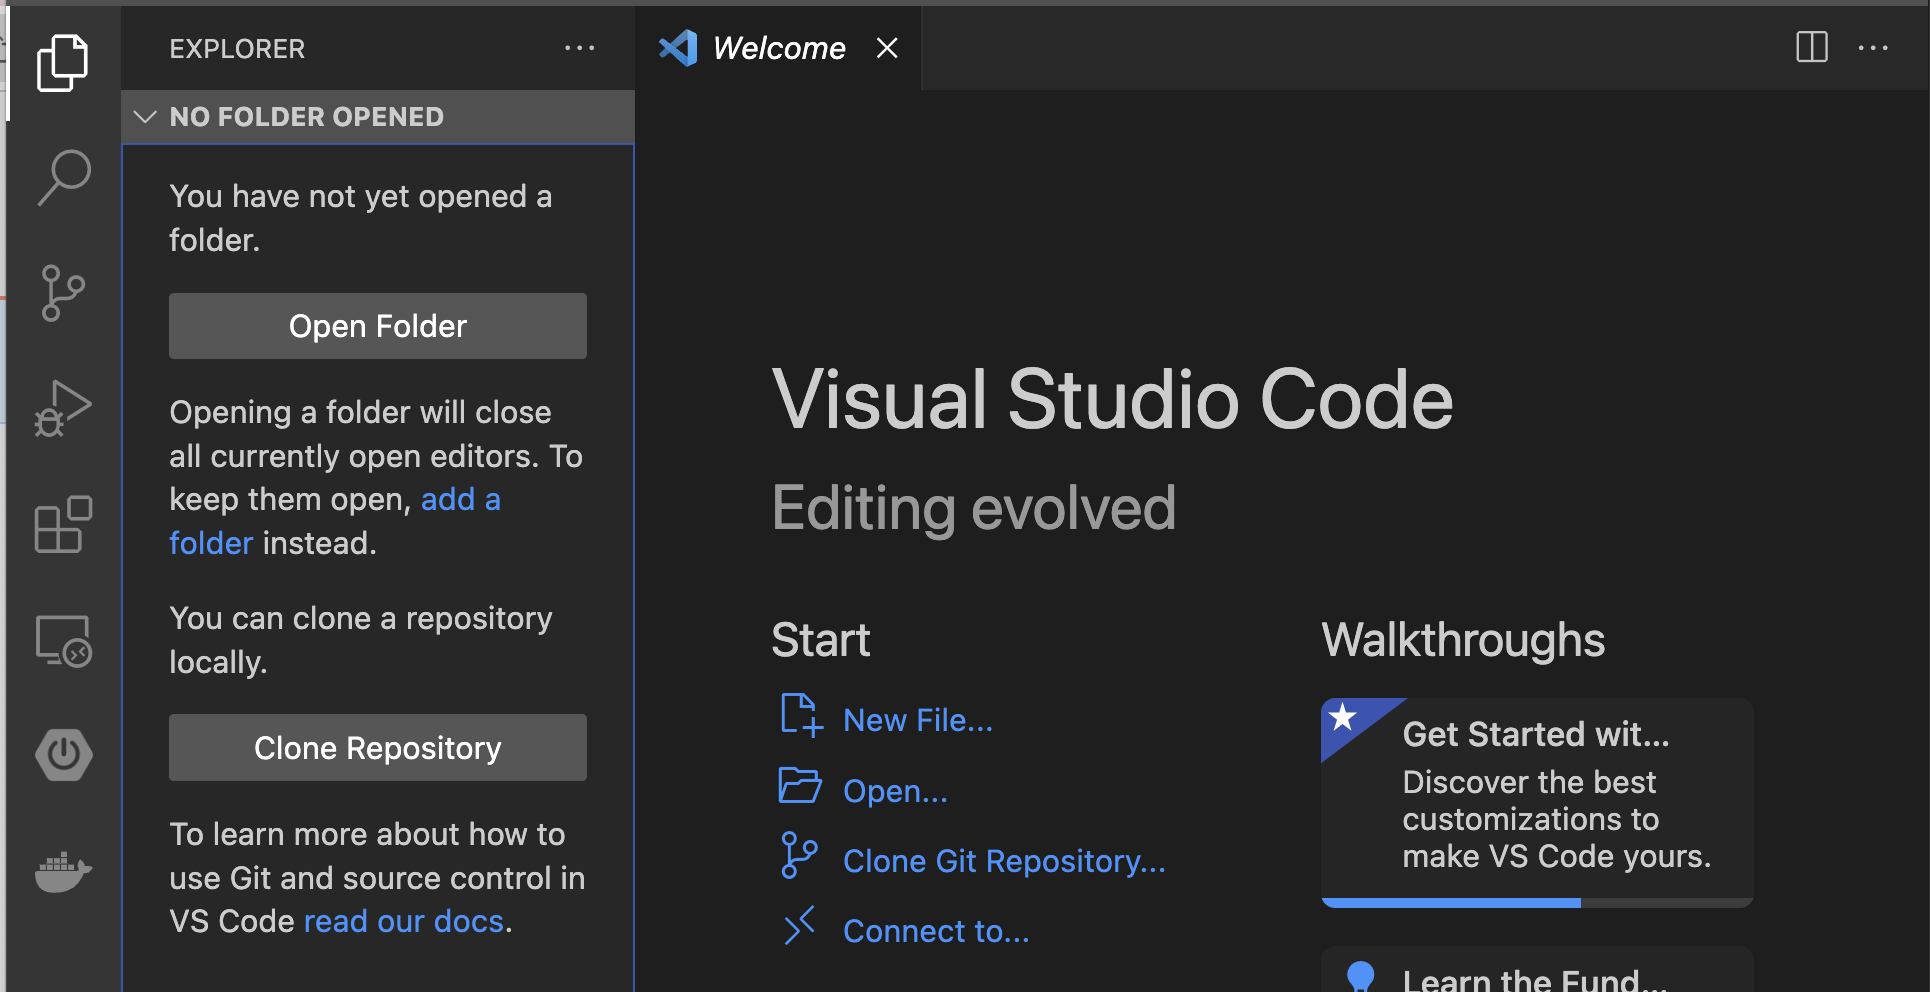 EXPLORER
Welcome
NO FOLDER OPENED
You have not yet opened a
folder.
Open Folder
Opening a folder will close
all currently open editors. To
keep them open, add a
folder instead.
You can clone a repository
locally.
Clone Repository
To learn more about how to
use Git and source control in
VS Code read our docs.
Visual Studio Code
Editing evolved
Start
New File...
Open...
Clone Git Repository...
Connect to...
Walkthroughs
Get Started wit...
Discover the best
customizations to
make VS Code yours.
Learn the Fund...